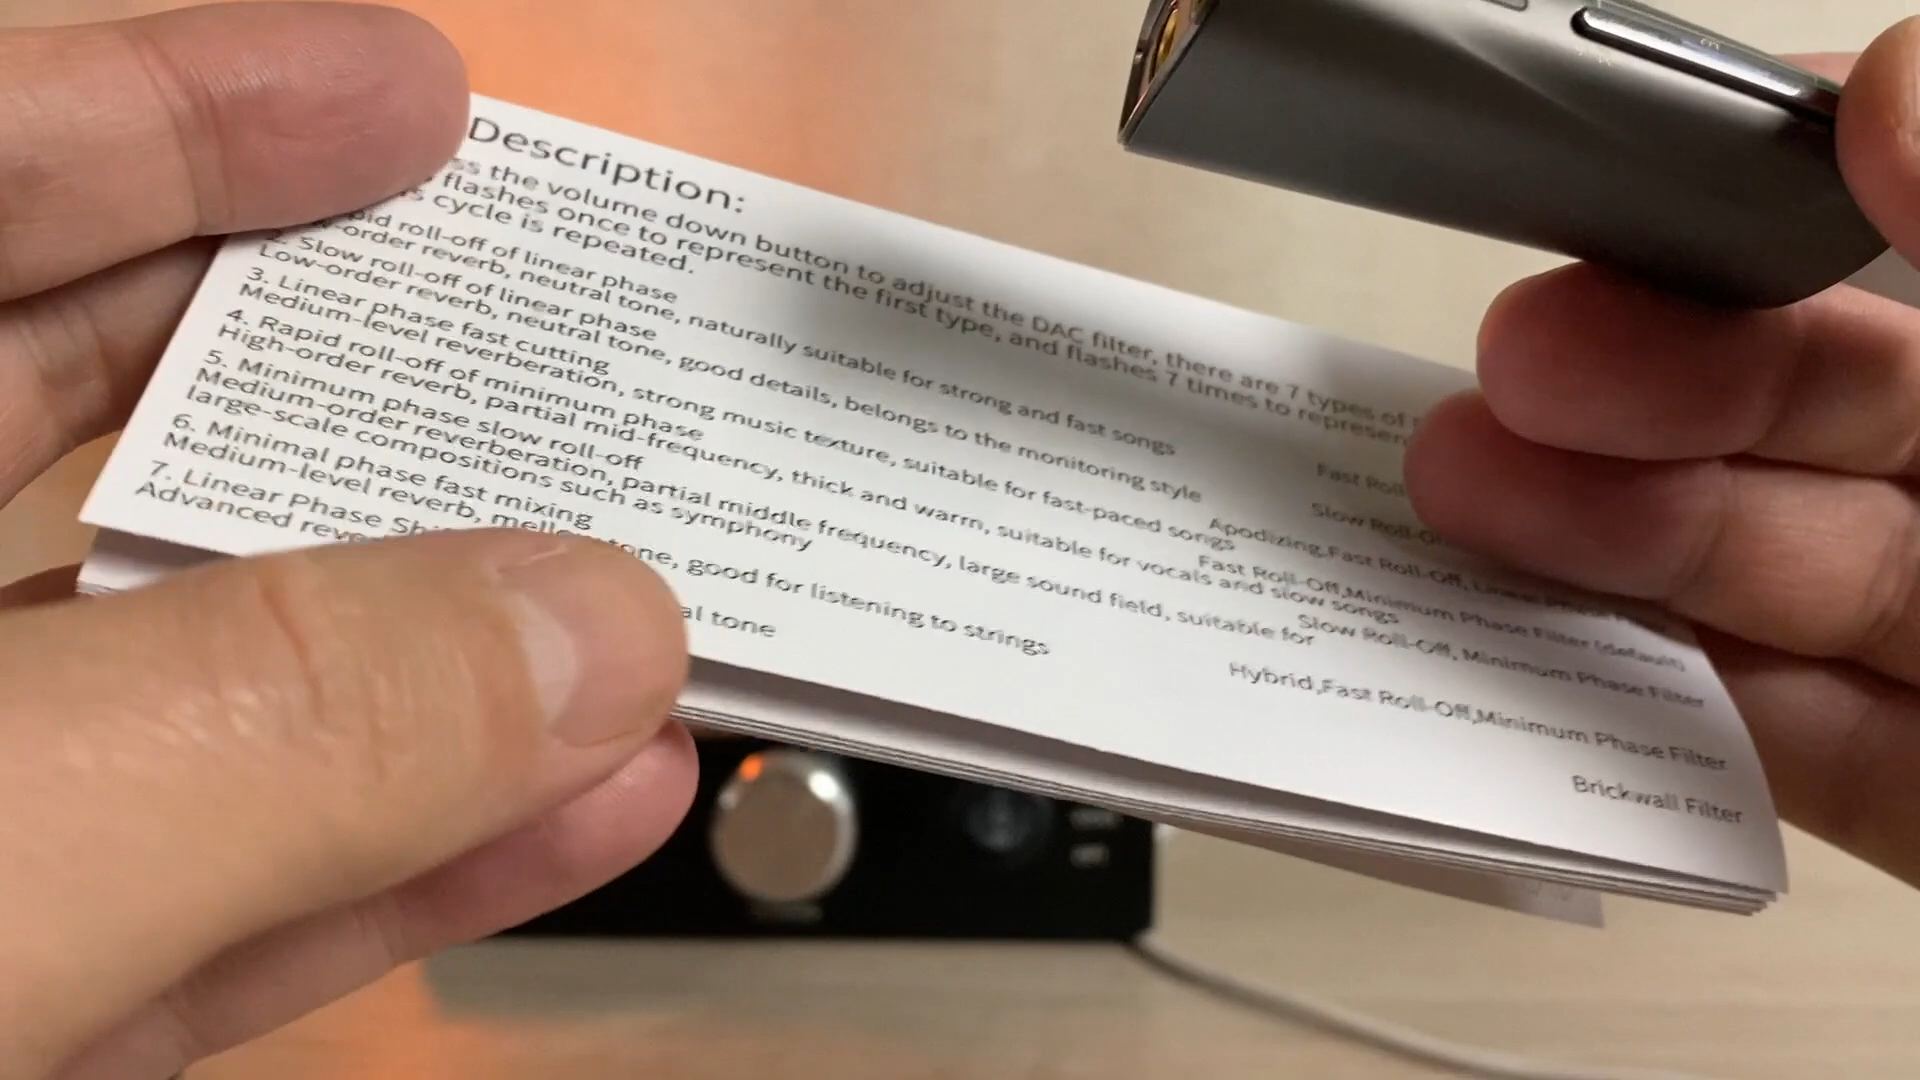 Description:
the volume down button to adjust the DAC filter, there are 7 types of
flashes once to represent the first type, and flashes 7 times to represent
cycle is repeated.
roll-off of linear phase
Fast Roll
-order reverb, neutral tone, naturally suitable for strong and fast songs
2. Slow roll-off of linear phase
Slow Roll-O
Low-order reverb, neutral tone, good details, belongs to the monitoring style
3. Linear phase fast cutting
Apodizing,Fast Roll-Off, Linear Phase
Medium-level reverberation, strong music texture, suitable for fast-paced songs
4. Rapid roll-off of minimum phase
Fast Roll-Off,Minimum Phase Filter (default)
High-order reverb, partial mid-frequency, thick and warm, suitable for vocals and slow songs
5. Minimum phase slow roll-off
Slow Roll-Off, Minimum Phase Filter
Medium-order reverberation, partial middle frequency, large sound field, suitable for
large-scale compositions such as symphony
6. Minimal phase fast mixing
Hybrid,Fast Roll-Off,Minimum Phase Filter
Medium-level reverb, mellow tone, good for listening to strings
7. Linear Phase
Brickwall Filter
Advanced tone